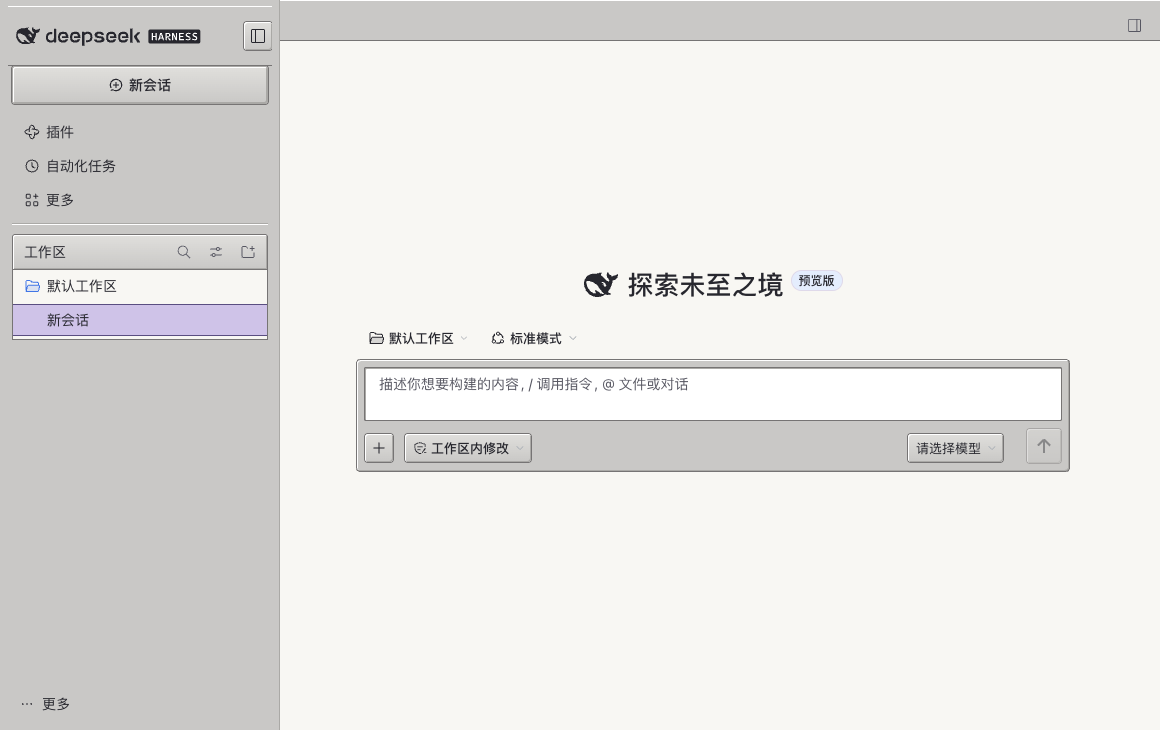 deepseek HARNESS
新会话
插件
自动化任务
更多
工作区
默认工作区
新会话
··· 更多
探索未至之境 预览版
默认工作区 标准模式
描述你想要构建的内容, / 调用指令, @ 文件或对话
工作区内修改 请选择模型